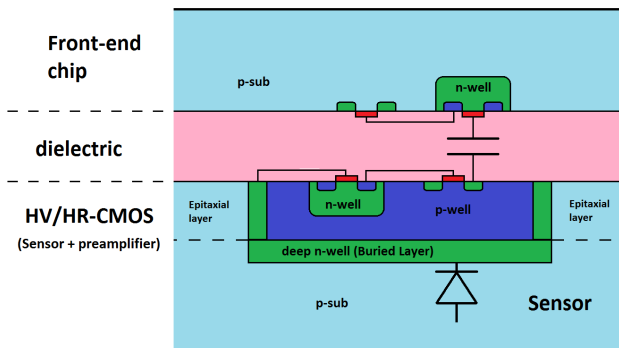 Front-end
chip
p-sub
n-well
dielectric
HV/HR-CMOS
(Sensor + preamplifier)
Epitaxial
layer
n-well
p-well
Epitaxial
layer
deep n-well (Buried Layer)
p-sub
Sensor